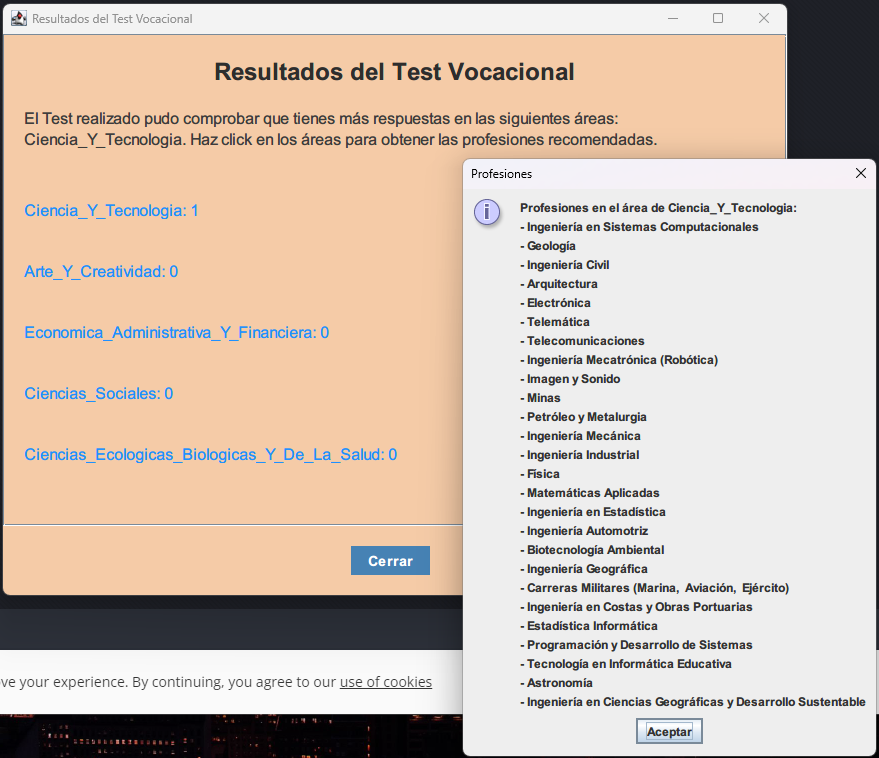 Resultados del Test Vocacional
Resultados del Test Vocacional
El Test realizado pudo comprobar que tienes más respuestas en las siguientes áreas:
Ciencia_Y_Tecnologia. Haz click en los áreas para obtener las profesiones recomendadas.
Ciencia_Y_Tecnologia: 1
Arte_Y_Creatividad: 0
Economica_Administrativa_Y_Financiera: 0
Ciencias_Sociales: 0
Ciencias_Ecologicas_Biologicas_Y_De_La_Salud: 0
Cerrar
Profesiones
Profesiones en el área de Ciencia_Y_Tecnologia:
- Ingeniería en Sistemas Computacionales
- Geología
- Ingeniería Civil
- Arquitectura
- Electrónica
- Telemática
- Telecomunicaciones
- Ingeniería Mecatrónica (Robótica)
- Imagen y Sonido
- Minas
- Petróleo y Metalurgia
- Ingeniería Mecánica
- Ingeniería Industrial
- Física
- Matemáticas Aplicadas
- Ingeniería en Estadística
- Ingeniería Automotriz
- Biotecnología Ambiental
- Ingeniería Geográfica
- Carreras Militares (Marina, Aviación, Ejército)
- Ingeniería en Costas y Obras Portuarias
- Estadística Informática
- Programación y Desarrollo de Sistemas
- Tecnología en Informática Educativa
- Astronomía
- Ingeniería en Ciencias Geográficas y Desarrollo Sustentable
Aceptar
ve your experience. By continuing, you agree to our use of cookies